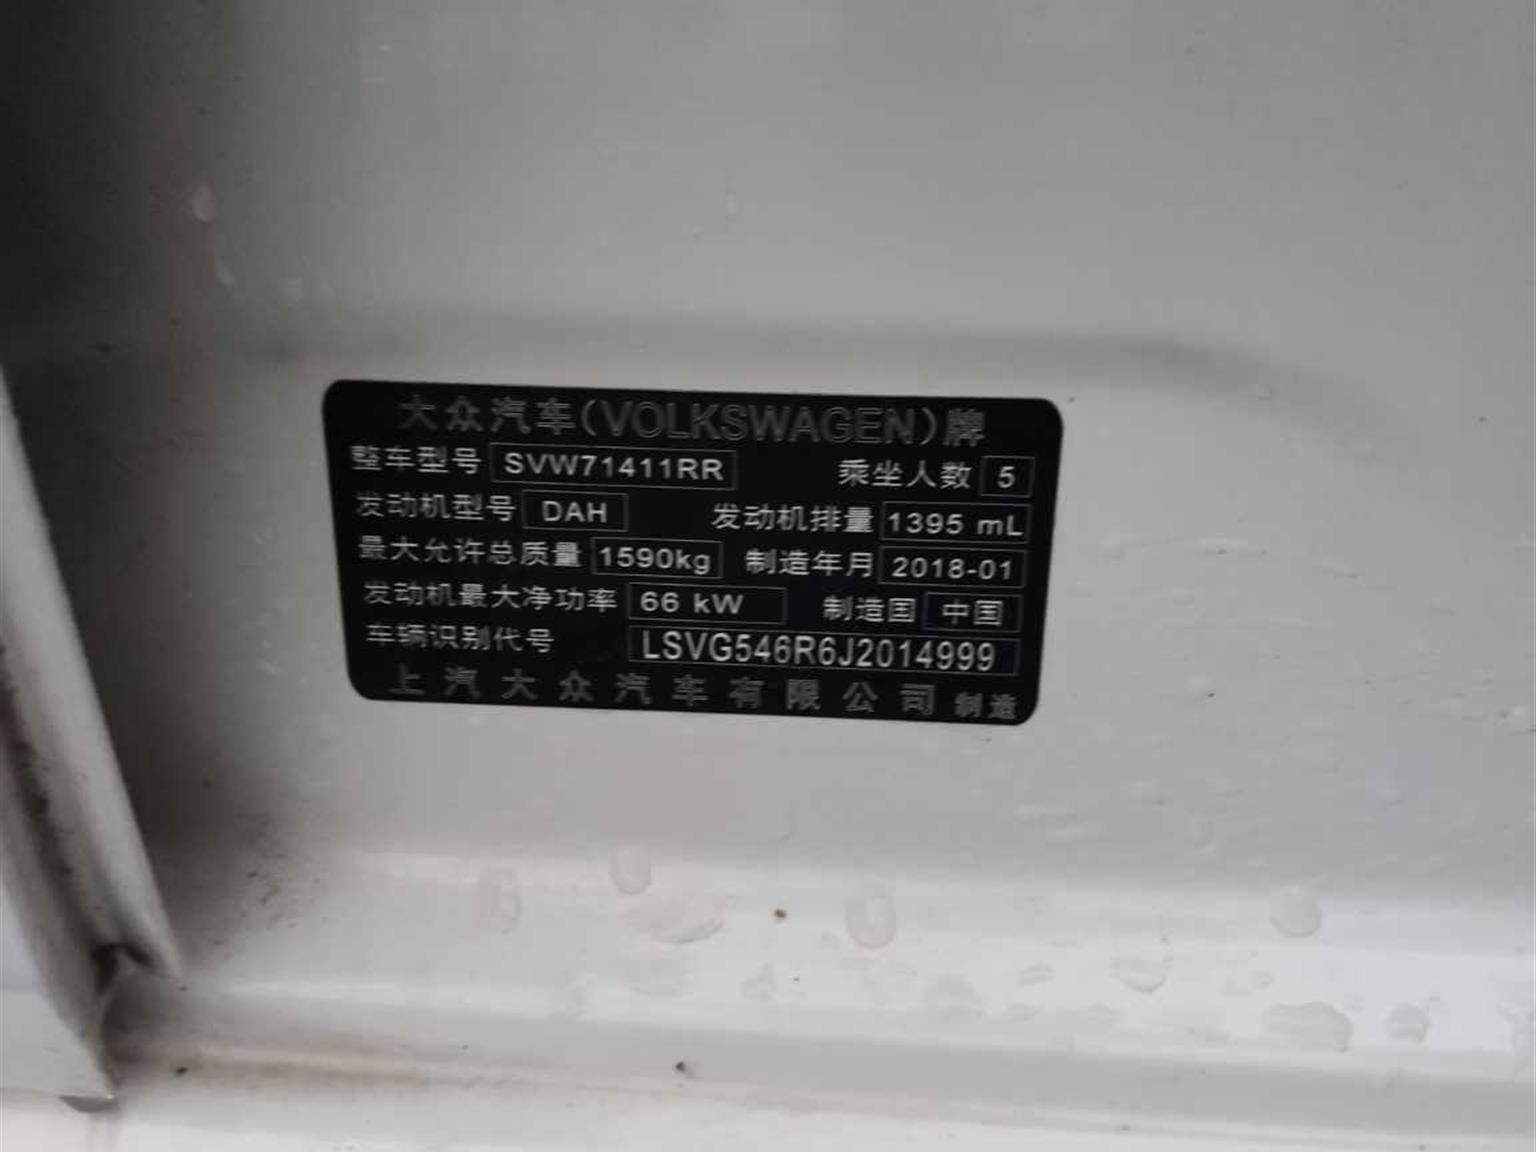 大众汽车(VOLKSWAGEN)牌
整车型号 SVW71411RR 乘坐人数 5
发动机型号 DAH 发动机排量 1395 mL
最大允许总质量 1590kg 制造年月 2018-01
发动机最大净功率 66 kW 制造国 中国
车辆识别代号 LSVG546R6J2014999
上汽大众汽车有限公司 制造